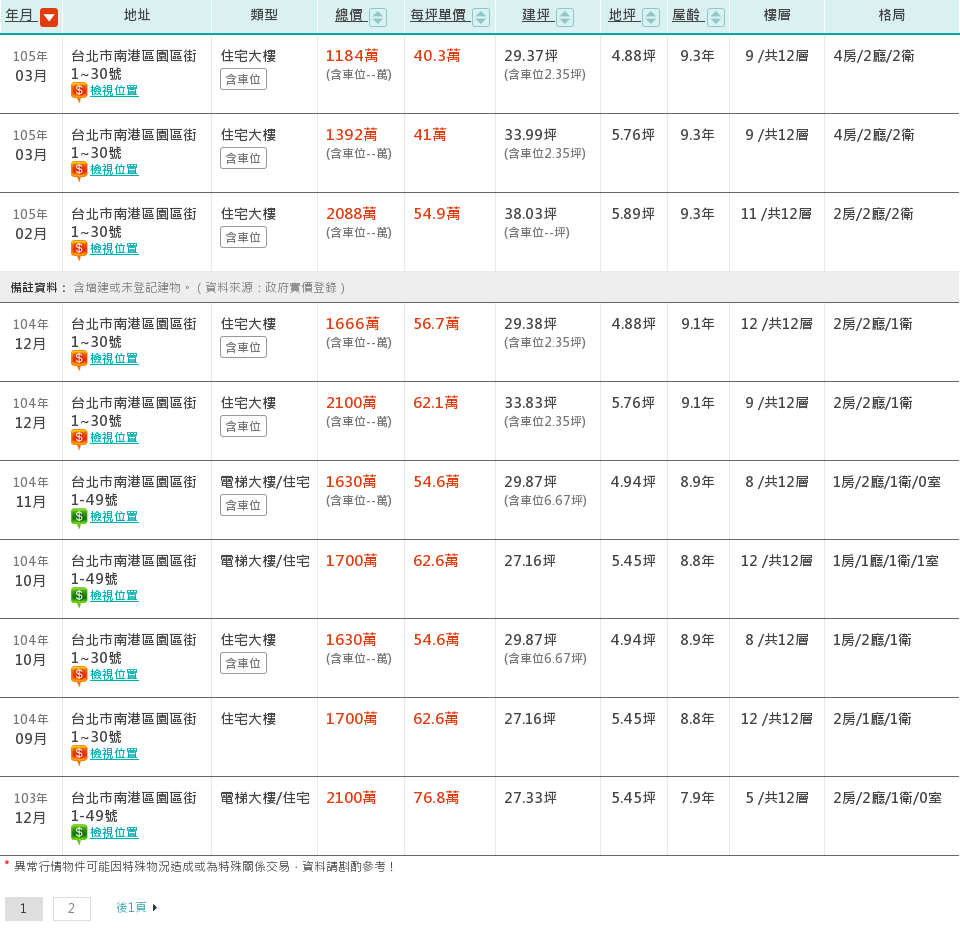 年月 地址 類型 總價 每坪單價 建坪 地坪 屋齡 樓層 格局
105年 台北市南港區園區街 住宅大樓 1184萬 40.3萬 29.37坪 4.88坪 9.3年 9 /共12層 4房/2廳/2衛
03月 1~30號 含車位 (含車位--萬) (含車位2.35坪)
$ 檢視位置
105年 台北市南港區園區街 住宅大樓 1392萬 41萬 33.99坪 5.76坪 9.3年 9 /共12層 4房/2廳/2衛
03月 1~30號 含車位 (含車位--萬) (含車位2.35坪)
$ 檢視位置
105年 台北市南港區園區街 住宅大樓 2088萬 54.9萬 38.03坪 5.89坪 9.3年 11 /共12層 2房/2廳/2衛
02月 1~30號 含車位 (含車位--萬) (含車位--坪)
$ 檢視位置
備註資料： 含增建或未登記建物。 ( 資料來源：政府實價登錄 )
104年 台北市南港區園區街 住宅大樓 1666萬 56.7萬 29.38坪 4.88坪 9.1年 12 /共12層 2房/2廳/1衛
12月 1~30號 含車位 (含車位--萬) (含車位2.35坪)
$ 檢視位置
104年 台北市南港區園區街 住宅大樓 2100萬 62.1萬 33.83坪 5.76坪 9.1年 9 /共12層 2房/2廳/1衛
12月 1~30號 含車位 (含車位--萬) (含車位2.35坪)
$ 檢視位置
104年 台北市南港區園區街 電梯大樓/住宅 1630萬 54.6萬 29.87坪 4.94坪 8.9年 8 /共12層 1房/2廳/1衛/0室
11月 1-49號 含車位 (含車位--萬) (含車位6.67坪)
$ 檢視位置
104年 台北市南港區園區街 電梯大樓/住宅 1700萬 62.6萬 27.16坪 5.45坪 8.8年 12 /共12層 1房/1廳/1衛/1室
10月 1-49號
$ 檢視位置
104年 台北市南港區園區街 住宅大樓 1630萬 54.6萬 29.87坪 4.94坪 8.9年 8 /共12層 1房/2廳/1衛
10月 1~30號 含車位 (含車位--萬) (含車位6.67坪)
$ 檢視位置
104年 台北市南港區園區街 住宅大樓 1700萬 62.6萬 27.16坪 5.45坪 8.8年 12 /共12層 2房/1廳/1衛
09月 1~30號
$ 檢視位置
103年 台北市南港區園區街 電梯大樓/住宅 2100萬 76.8萬 27.33坪 5.45坪 7.9年 5 /共12層 2房/2廳/1衛/0室
12月 1-49號
$ 檢視位置
* 異常行情物件可能因特殊物況造成或為特殊關係交易，資料請斟酌參考！
1 2 後1頁